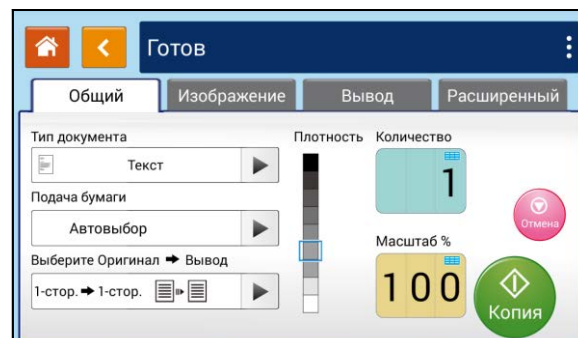 Готов
Общий Изображение Вывод Расширенный
Тип документа Плотность Количество
Текст
1
Подача бумаги
Автовыбор
Отмена
Масштаб %
Выберите Оригинал ➡ Вывод
1-стор. ➡ 1-стор.
100
Копия